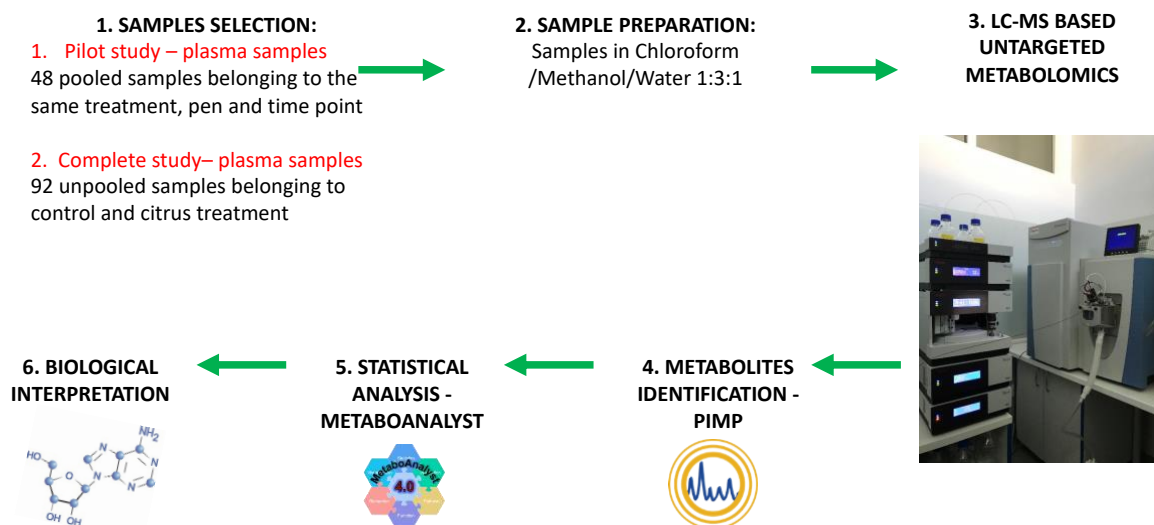 1. SAMPLES SELECTION:
1. Pilot study – plasma samples
48 pooled samples belonging to the
same treatment, pen and time point
2. Complete study– plasma samples
92 unpooled samples belonging to
control and citrus treatment
2. SAMPLE PREPARATION:
Samples in Chloroform
/Methanol/Water 1:3:1
3. LC-MS BASED
UNTARGETED
METABOLOMICS
4. METABOLITES
IDENTIFICATION -
PIMP
5. STATISTICAL
ANALYSIS -
METABOANALYST
MetaboAnalyst
4.0
6. BIOLOGICAL
INTERPRETATION
NH₂
N
N
HO
O
N
N
OH
OH